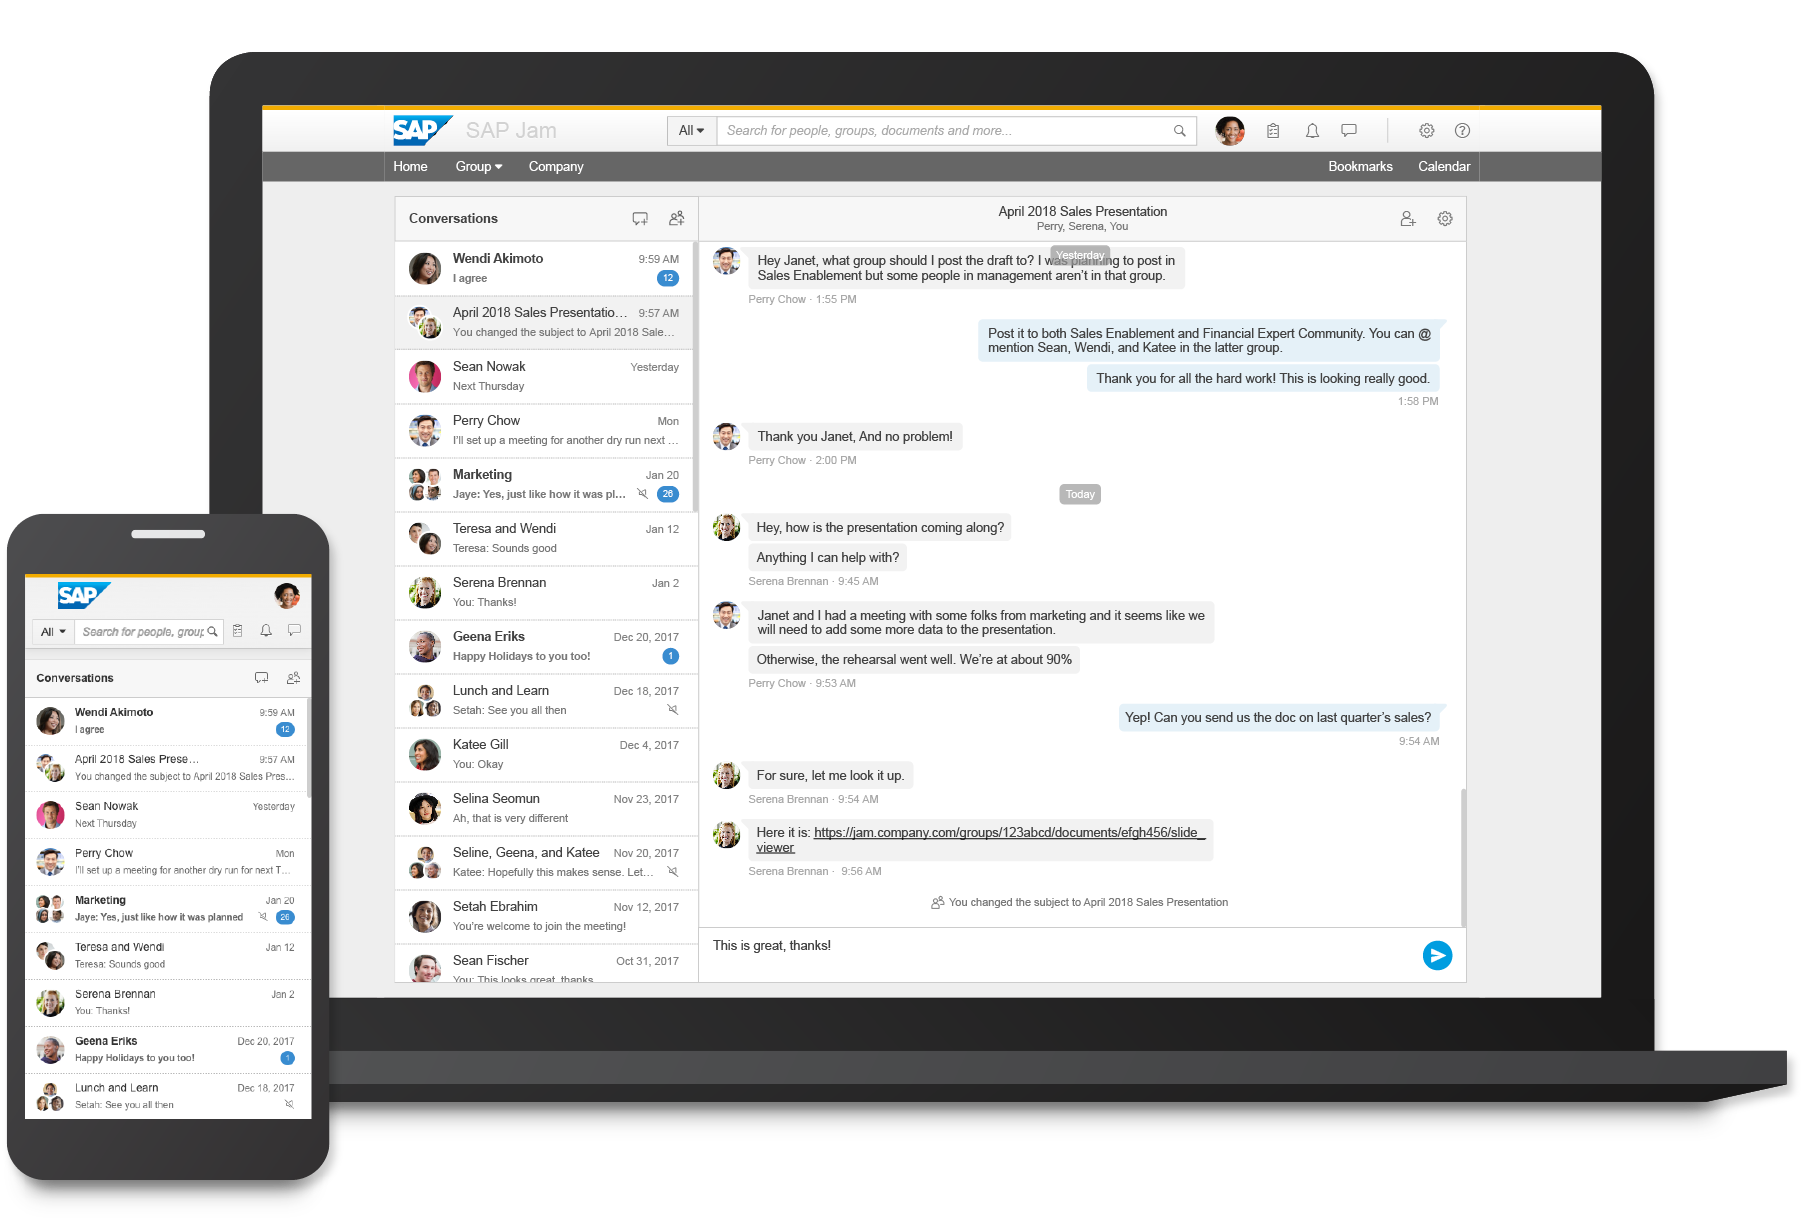 SAP SAP Jam All Search for people, groups, documents and more...
Home Group Company Bookmarks Calendar
Conversations
Wendi Akimoto 9:59 AM
I agree 12
April 2018 Sales Presentatio... 9:57 AM
You changed the subject to April 2018 Sale...
Sean Nowak Yesterday
Next Thursday
Perry Chow Mon
I'll set up a meeting for another dry run next ...
Marketing Jan 20
Jaye: Yes, just like how it was pl... 26
Teresa and Wendi Jan 12
Teresa: Sounds good
Serena Brennan Jan 2
You: Thanks!
Geena Eriks Dec 20, 2017
Happy Holidays to you too! 1
Lunch and Learn Dec 18, 2017
Setah: See you all then
Katee Gill Dec 4, 2017
You: Okay
Selina Seomun Nov 23, 2017
Ah, that is very different
Seline, Geena, and Katee Nov 20, 2017
Katee: Hopefully this makes sense. Let...
Setah Ebrahim Nov 12, 2017
You're welcome to join the meeting!
Sean Fischer Oct 31, 2017
You: This looks great, thanks
April 2018 Sales Presentation
Perry, Serena, You
Yesterday
Hey Janet, what group should I post the draft to? I was planning to post in
Sales Enablement but some people in management aren't in that group.
Perry Chow · 1:55 PM
Post it to both Sales Enablement and Financial Expert Community. You can @
mention Sean, Wendi, and Katee in the latter group.
Thank you for all the hard work! This is looking really good.
1:58 PM
Thank you Janet, And no problem!
Perry Chow · 2:00 PM
Today
Hey, how is the presentation coming along?
Anything I can help with?
Serena Brennan · 9:45 AM
Janet and I had a meeting with some folks from marketing and it seems like we
will need to add some more data to the presentation.
Otherwise, the rehearsal went well. We're at about 90%
Perry Chow · 9:53 AM
Yep! Can you send us the doc on last quarter's sales?
9:54 AM
For sure, let me look it up.
Serena Brennan · 9:54 AM
Here it is: https://jam.company.com/groups/123abcd/documents/efgh456/slide_
viewer
Serena Brennan · 9:56 AM
You changed the subject to April 2018 Sales Presentation
This is great, thanks!
SAP
All Search for people, group
Conversations
Wendi Akimoto 9:59 AM
I agree 12
April 2018 Sales Prese... 9:57 AM
You changed the subject to April 2018 Sales Pres...
Sean Nowak Yesterday
Next Thursday
Perry Chow Mon
I'll set up a meeting for another dry run for next T...
Marketing Jan 20
Jaye: Yes, just like how it was planned 26
Teresa and Wendi Jan 12
Teresa: Sounds good
Serena Brennan Jan 2
You: Thanks!
Geena Eriks Dec 20, 2017
Happy Holidays to you too! 1
Lunch and Learn Dec 18, 2017
Setah: See you all then